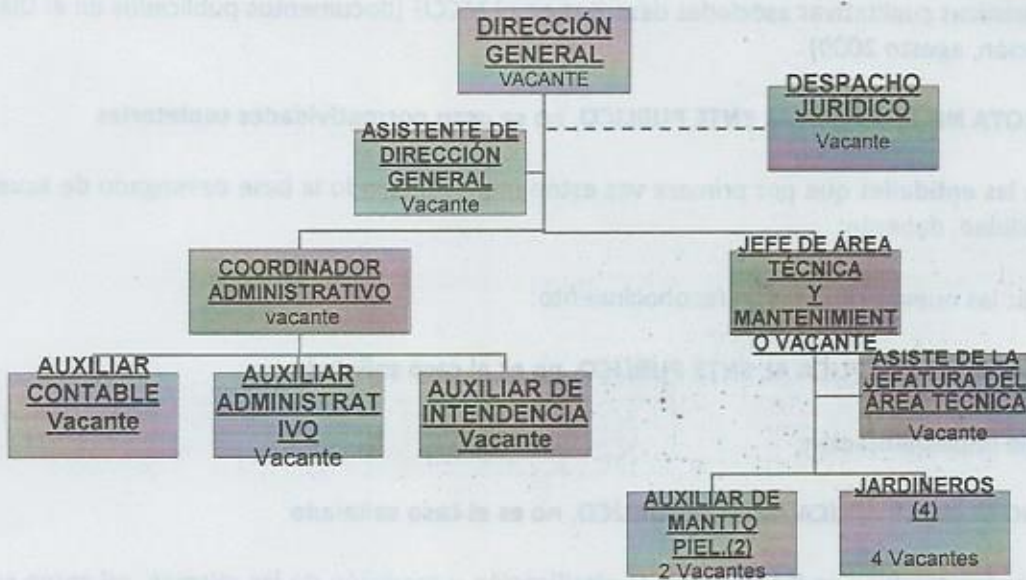 DIRECCIÓN
GENERAL
VACANTE
DESPACHO
JURÍDICO
Vacante
ASISTENTE DE
DIRECCIÓN
GENERAL
Vacante
COORDINADOR
ADMINISTRATIVO
vacante
JEFE DE ÁREA
TÉCNICA
Y
MANTENIMIENT
O VACANTE
AUXILIAR
CONTABLE
Vacante
AUXILIAR
ADMINISTRAT
IVO
Vacante
AUXILIAR DE
INTENDENCIA
Vacante
ASISTE DE LA
JEFATURA DEL
ÁREA TÉCNICA
Vacante
AUXILIAR DE
MANTTO
PIEL.(2)
2 Vacantes
JARDINEROS
(4)
4 Vacantes